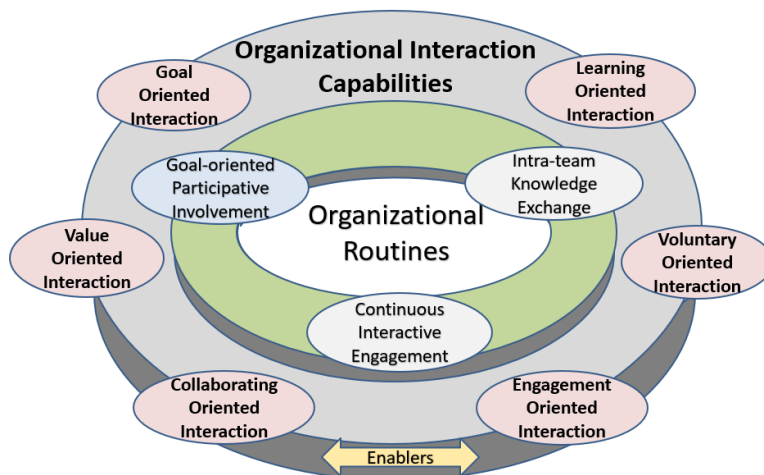 Organizational Interaction
Capabilities
Goal
Oriented
Interaction
Learning
Oriented
Interaction
Goal-oriented
Participative
Involvement
Intra-team
Knowledge
Exchange
Organizational
Routines
Value
Oriented
Interaction
Voluntary
Oriented
Interaction
Continuous
Interactive
Engagement
Collaborating
Oriented
Interaction
Engagement
Oriented
Interaction
Enablers